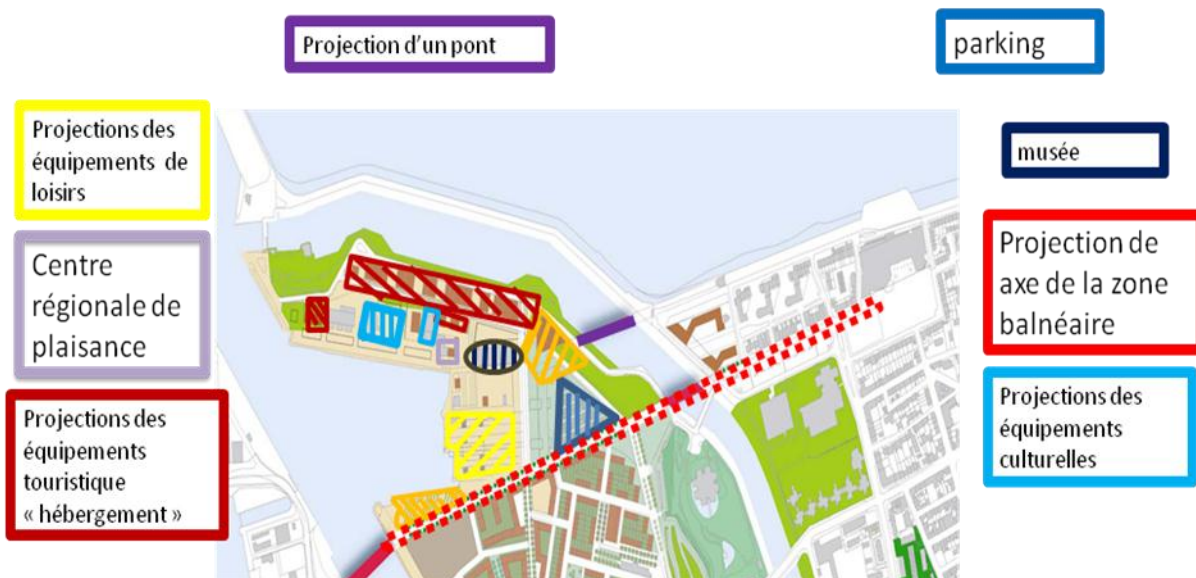 Projection d'un pont
parking
Projections des
équipements de
loisirs
musée
Centre
régionale de
plaisance
Projection de
axe de la zone
balnéaire
Projections des
équipements
touristique
« hébergement »
Projections des
équipements
culturelles